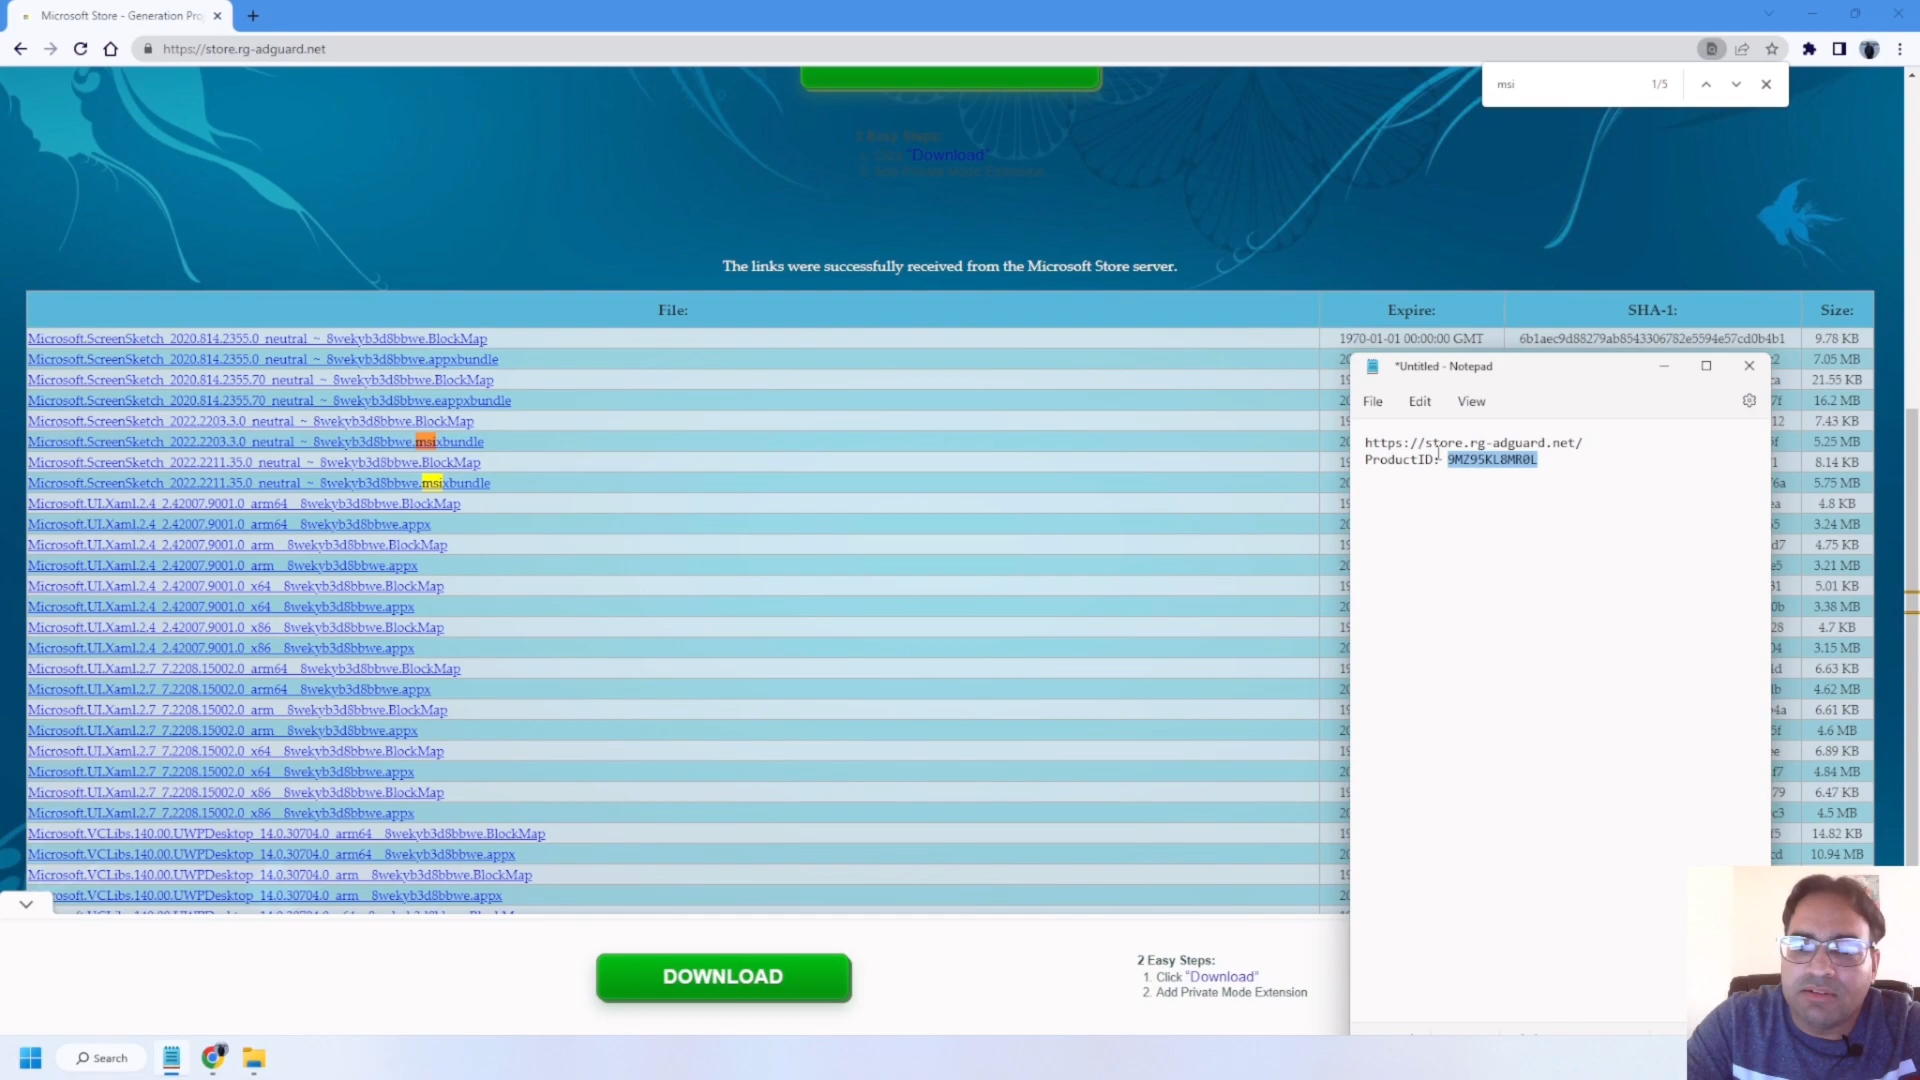 Microsoft Store - Generation Pro
https://store.rg-adguard.net
msi 1/5
2 Easy Steps:
1. Click "Download"
2. Add Private Mode Extension
The links were successfully received from the Microsoft Store server.
File: Expire: SHA-1: Size:
Microsoft.ScreenSketch_2020.814.2355.0_neutral_~_8wekyb3d8bbwe.BlockMap 1970-01-01 00:00:00 GMT 6b1aec9d88279ab8543306782e5594e57cd0b4b1 9.78 KB
Microsoft.ScreenSketch_2020.814.2355.0_neutral_~_8wekyb3d8bbwe.appxbundle 7.05 MB
Microsoft.ScreenSketch_2020.814.2355.70_neutral_~_8wekyb3d8bbwe.BlockMap 21.55 KB
Microsoft.ScreenSketch_2020.814.2355.70_neutral_~_8wekyb3d8bbwe.eappxbundle 16.2 MB
Microsoft.ScreenSketch_2022.2203.3.0_neutral_~_8wekyb3d8bbwe.BlockMap 7.43 KB
Microsoft.ScreenSketch_2022.2203.3.0_neutral_~_8wekyb3d8bbwe.msixbundle 5.25 MB
Microsoft.ScreenSketch_2022.2211.35.0_neutral_~_8wekyb3d8bbwe.BlockMap 8.14 KB
Microsoft.ScreenSketch_2022.2211.35.0_neutral_~_8wekyb3d8bbwe.msixbundle 5.75 MB
Microsoft.UI.Xaml.2.4_2.42007.9001.0_arm64__8wekyb3d8bbwe.BlockMap 4.8 KB
Microsoft.UI.Xaml.2.4_2.42007.9001.0_arm64__8wekyb3d8bbwe.appx 3.24 MB
Microsoft.UI.Xaml.2.4_2.42007.9001.0_arm__8wekyb3d8bbwe.BlockMap 4.75 KB
Microsoft.UI.Xaml.2.4_2.42007.9001.0_arm__8wekyb3d8bbwe.appx 3.21 MB
Microsoft.UI.Xaml.2.4_2.42007.9001.0_x64__8wekyb3d8bbwe.BlockMap 5.01 KB
Microsoft.UI.Xaml.2.4_2.42007.9001.0_x64__8wekyb3d8bbwe.appx 3.38 MB
Microsoft.UI.Xaml.2.4_2.42007.9001.0_x86__8wekyb3d8bbwe.BlockMap 4.7 KB
Microsoft.UI.Xaml.2.4_2.42007.9001.0_x86__8wekyb3d8bbwe.appx 3.15 MB
Microsoft.UI.Xaml.2.7_7.2208.15002.0_arm64__8wekyb3d8bbwe.BlockMap 6.63 KB
Microsoft.UI.Xaml.2.7_7.2208.15002.0_arm64__8wekyb3d8bbwe.appx 4.62 MB
Microsoft.UI.Xaml.2.7_7.2208.15002.0_arm__8wekyb3d8bbwe.BlockMap 6.61 KB
Microsoft.UI.Xaml.2.7_7.2208.15002.0_arm__8wekyb3d8bbwe.appx 4.6 MB
Microsoft.UI.Xaml.2.7_7.2208.15002.0_x64__8wekyb3d8bbwe.BlockMap 6.89 KB
Microsoft.UI.Xaml.2.7_7.2208.15002.0_x64__8wekyb3d8bbwe.appx 4.84 MB
Microsoft.UI.Xaml.2.7_7.2208.15002.0_x86__8wekyb3d8bbwe.BlockMap 6.47 KB
Microsoft.UI.Xaml.2.7_7.2208.15002.0_x86__8wekyb3d8bbwe.appx 4.5 MB
Microsoft.VCLibs.140.00.UWPDesktop_14.0.30704.0_arm64__8wekyb3d8bbwe.BlockMap 14.82 KB
Microsoft.VCLibs.140.00.UWPDesktop_14.0.30704.0_arm64__8wekyb3d8bbwe.appx 10.94 MB
Microsoft.VCLibs.140.00.UWPDesktop_14.0.30704.0_arm__8wekyb3d8bbwe.BlockMap
rosoft.VCLibs.140.00.UWPDesktop_14.0.30704.0_arm__8wekyb3d8bbwe.appx
*Untitled - Notepad
File Edit View
https://store.rg-adguard.net/
ProductID: 9MZ95KL8MR0L
DOWNLOAD
2 Easy Steps:
1. Click "Download"
2. Add Private Mode Extension
Search